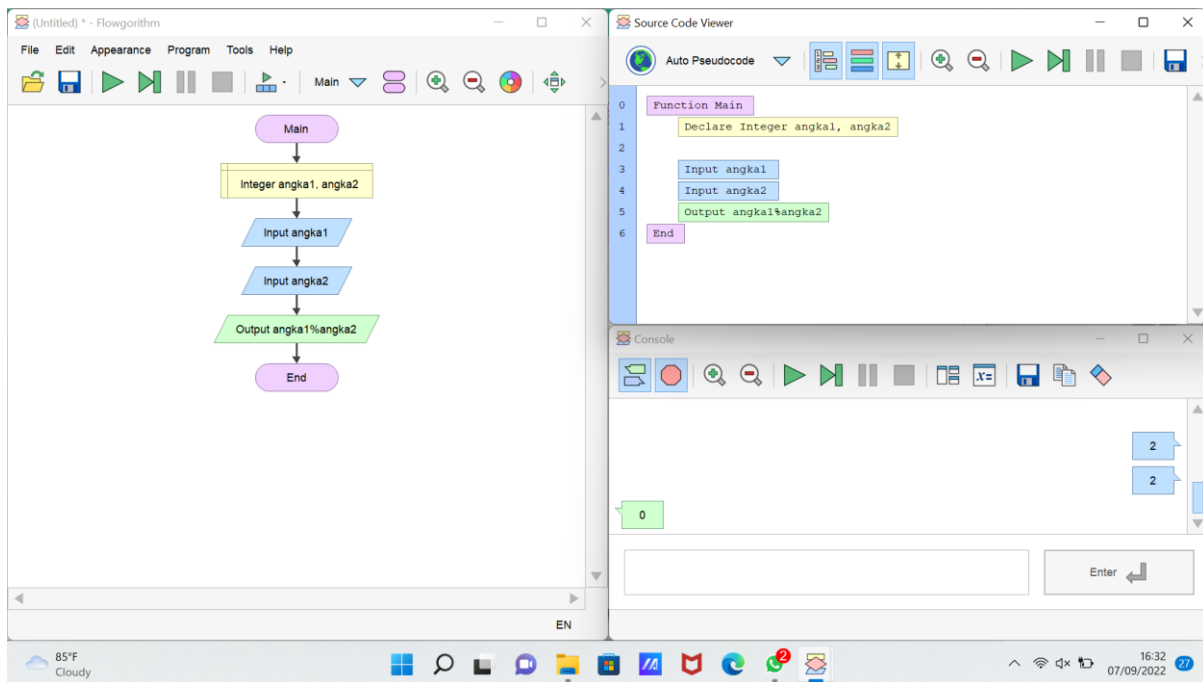 (Untitled) * - Flowgorithm
File Edit Appearance Program Tools Help
Main
Main
Integer angka1, angka2
Input angka1
Input angka2
Output angka1%angka2
End
EN
Source Code Viewer
Auto Pseudocode
0 Function Main
1 Declare Integer angka1, angka2
2
3 Input angka1
4 Input angka2
5 Output angka1%angka2
6 End
Console
x=
2
2
0
Enter
85°F
Cloudy
2
16:32
07/09/2022
27